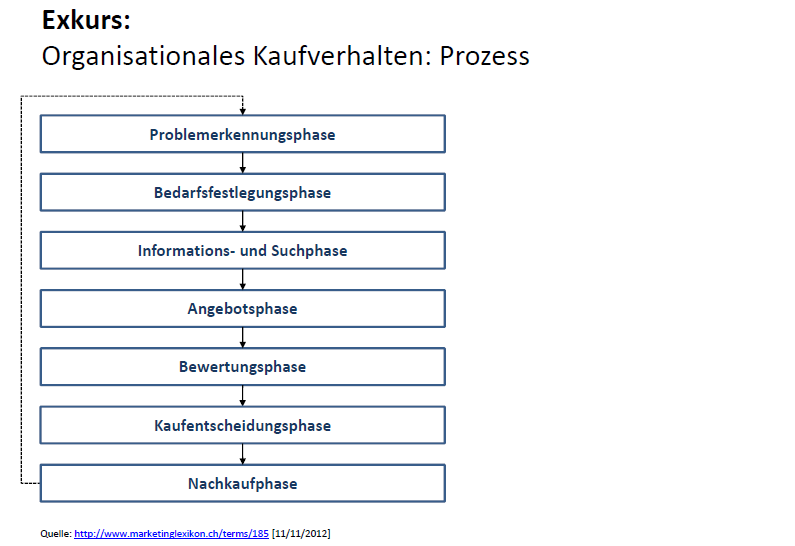 Exkurs:
Organisationales Kaufverhalten: Prozess
Problemerkennungsphase
Bedarfsfestlegungsphase
Informations- und Suchphase
Angebotsphase
Bewertungsphase
Kaufentscheidungsphase
Nachkaufphase
Quelle: http://www.marketinglexikon.ch/terms/185 [11/11/2012]